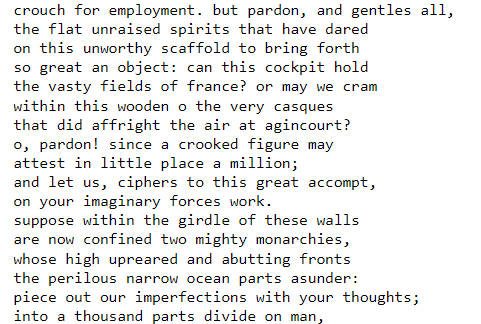 crouch for employment. but pardon, and gentles all,
the flat unraised spirits that have dared
on this unworthy scaffold to bring forth
so great an object: can this cockpit hold
the vasty fields of france? or may we cram
within this wooden o the very casques
that did affright the air at agincourt?
o, pardon! since a crooked figure may
attest in little place a million;
and let us, ciphers to this great accompt,
on your imaginary forces work.
suppose within the girdle of these walls
are now confined two mighty monarchies,
whose high upreared and abutting fronts
the perilous narrow ocean parts asunder:
piece out our imperfections with your thoughts;
into a thousand parts divide on man,